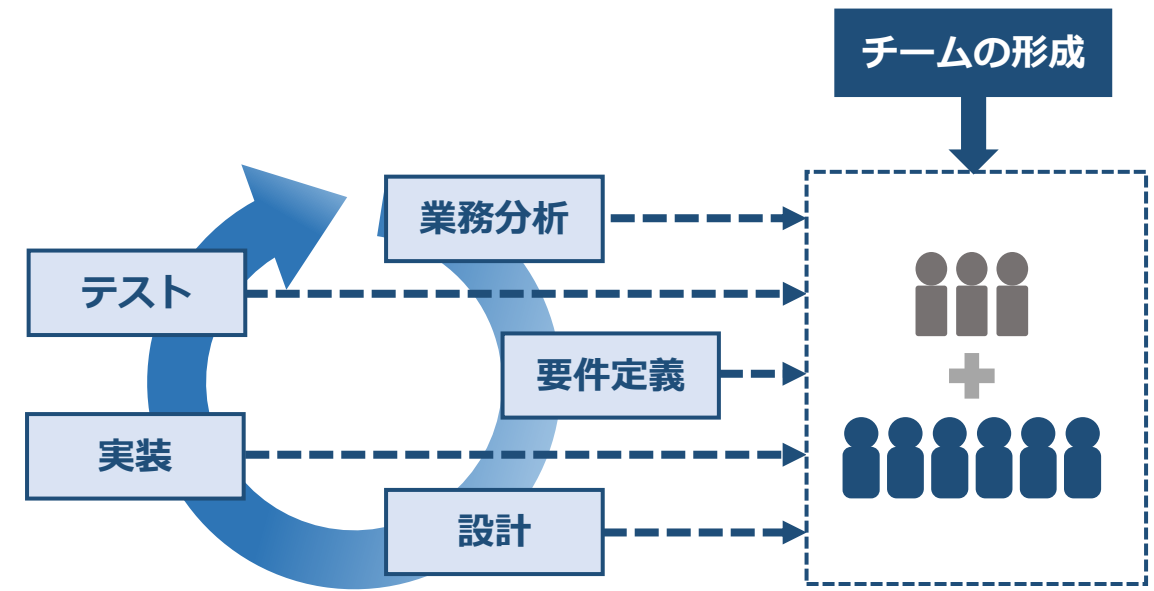 チームの形成
業務分析
テスト
要件定義
実装
設計